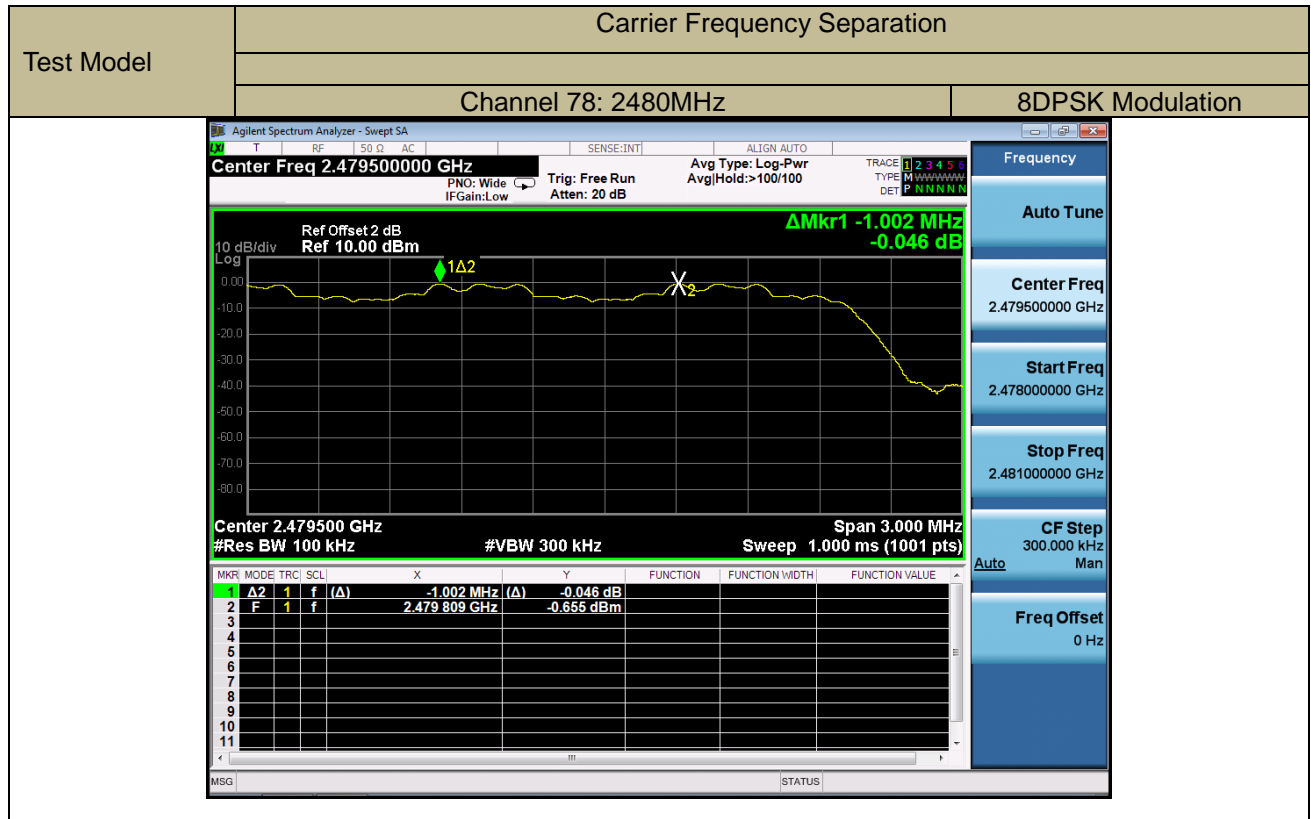 Test Model
Carrier Frequency Separation
Channel 78: 2480MHz 8DPSK Modulation
Agilent Spectrum Analyzer - Swept SA
LXI T RF 50 Ω AC SENSE:INT ALIGN AUTO
Center Freq 2.479500000 GHz
PNO: Wide
IFGain:Low
Trig: Free Run
Atten: 20 dB
Avg Type: Log-Pwr
Avg|Hold:>100/100
TRACE 1 2 3 4 5 6
TYPE M WWWWW
DET P N N N N N
ΔMkr1 -1.002 MHz
-0.046 dB
Ref Offset 2 dB
10 dB/div Ref 10.00 dBm
Log
1Δ2
0.00
X2
-10.0
-20.0
-30.0
-40.0
-50.0
-60.0
-70.0
-80.0
Center 2.479500 GHz Span 3.000 MHz
#Res BW 100 kHz #VBW 300 kHz Sweep 1.000 ms (1001 pts)
MKR MODE TRC SCL X Y FUNCTION FUNCTION WIDTH FUNCTION VALUE
1 Δ2 1 f (Δ) -1.002 MHz (Δ) -0.046 dB
2 F 1 f 2.479 809 GHz -0.655 dBm
3
4
5
6
7
8
9
10
11
MSG STATUS
Frequency
Auto Tune
Center Freq
2.479500000 GHz
Start Freq
2.478000000 GHz
Stop Freq
2.481000000 GHz
CF Step
300.000 kHz
Auto Man
Freq Offset
0 Hz